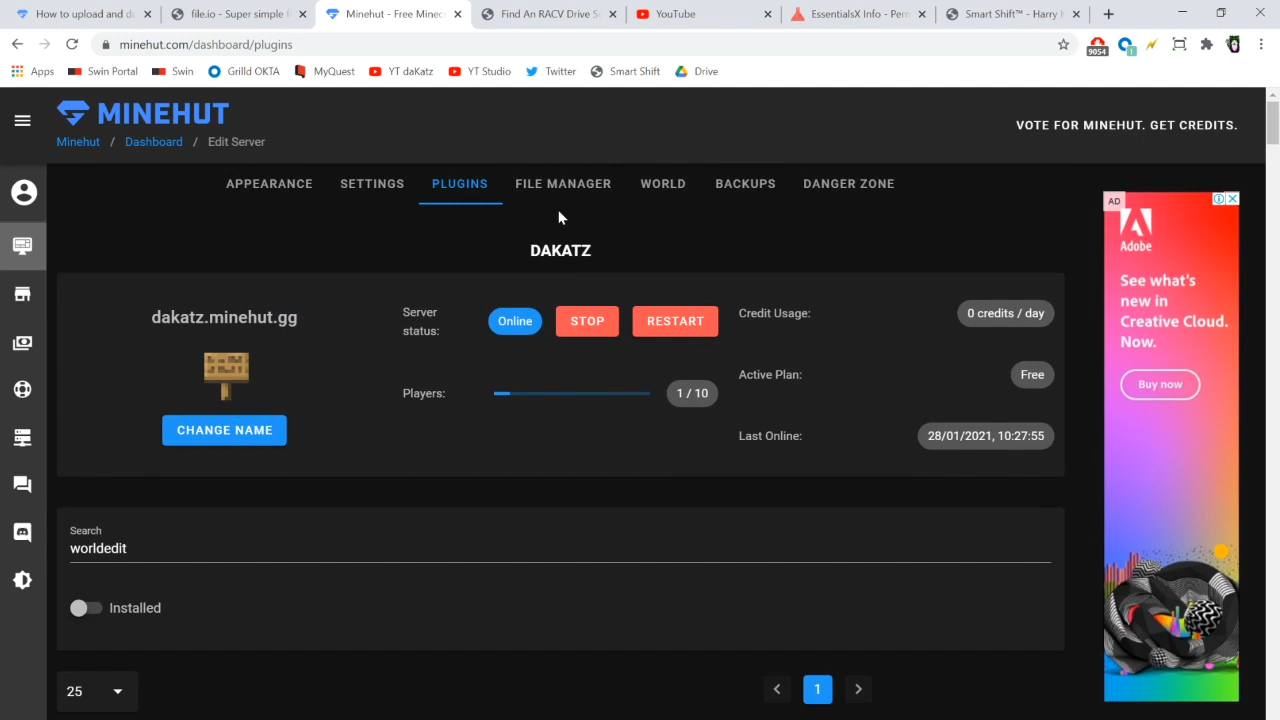 How to upload and do
file.io - Super simple f
Minehut - Free Minec
Find An RACV Drive S
YouTube
EssentialsX Info - Perm
Smart Shift™ - Harry
minehut.com/dashboard/plugins
9054
1
Apps
Swin Portal
Swin
Grilld OKTA
MyQuest
YT daKatz
YT Studio
Twitter
Smart Shift
Drive
MINEHUT
Minehut / Dashboard / Edit Server
VOTE FOR MINEHUT. GET CREDITS.
APPEARANCE
SETTINGS
PLUGINS
FILE MANAGER
WORLD
BACKUPS
DANGER ZONE
DAKATZ
dakatz.minehut.gg
CHANGE NAME
Server
status:
Online
STOP
RESTART
Players:
1 / 10
Credit Usage:
0 credits / day
Active Plan:
Free
Last Online:
28/01/2021, 10:27:55
Search
worldedit
Installed
25
1
AD
Adobe
See what's
new in
Creative Cloud.
Now.
Buy now